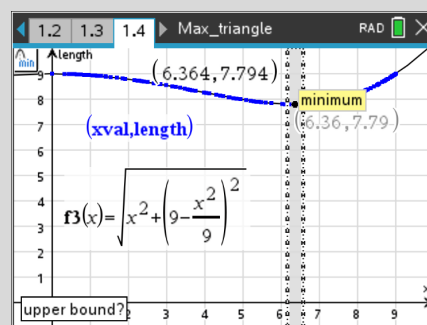 1.2 1.3 1.4 Max_triangle RAD
min
length
9
(6.364,7.794)
8
minimum
(6.36,7.79)
7
(xval,length)
6
5
4
f3(x)=√(x²+(9-x²/9)²)
3
2
1
x
upper bound?
2 3 4 5 6 7 8 9